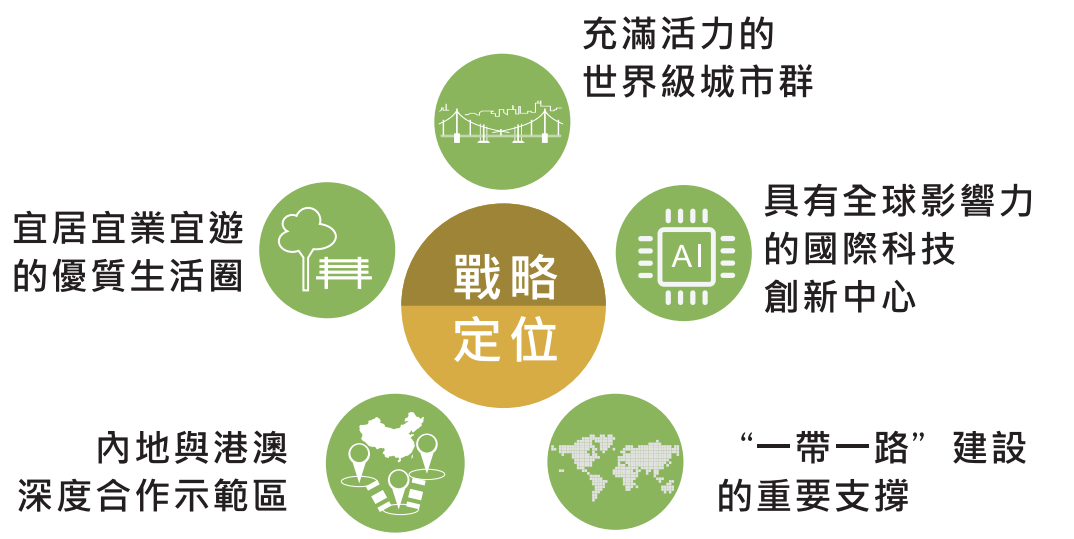 充滿活力的
世界級城市群
具有全球影響力
的國際科技
創新中心
AI
宜居宜業宜遊
的優質生活圈
戰略
定位
內地與港澳
深度合作示範區
“一帶一路” 建設
的重要支撐